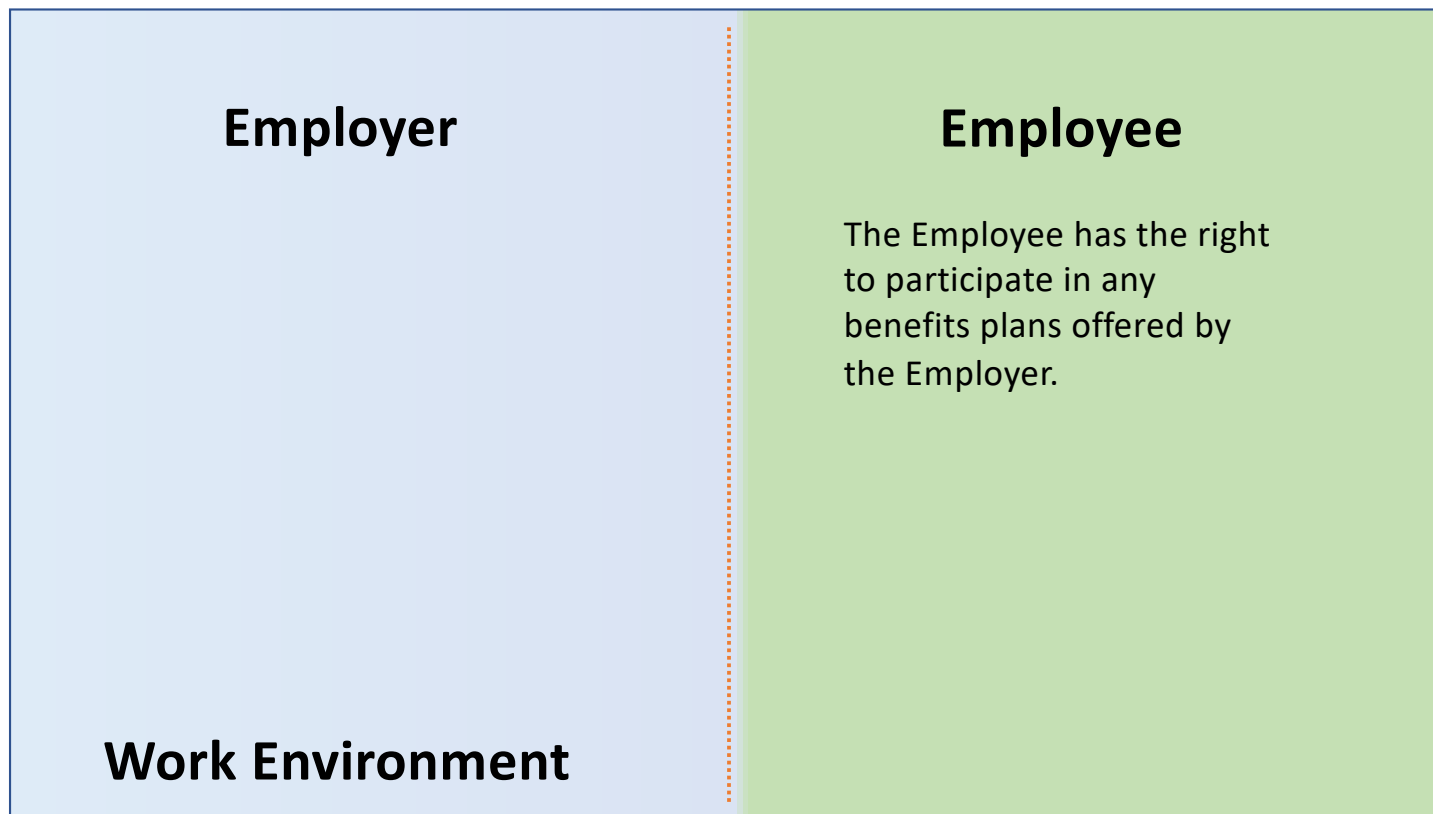 Employer
Employee
The Employee has the right
to participate in any
benefits plans offered by
the Employer.
Work Environment